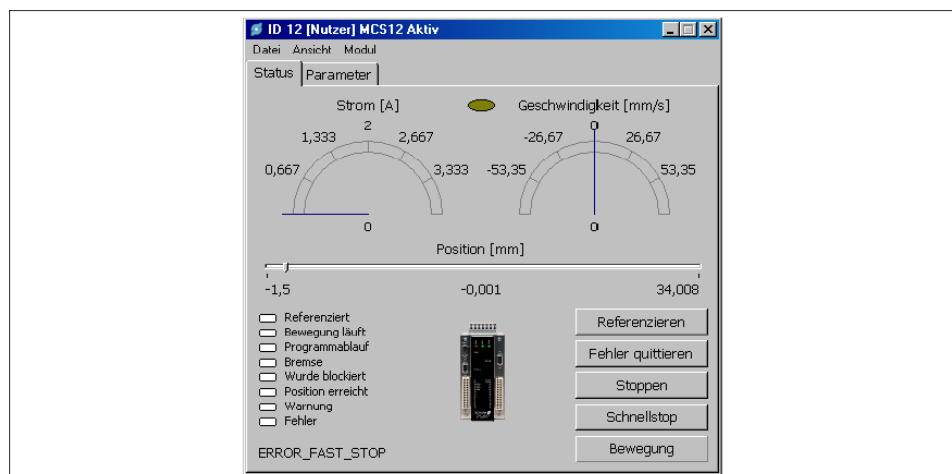 ID 12 [Nutzer] MCS12 Aktiv
Datei Ansicht Modul
Status Parameter
Strom [A] Geschwindigkeit [mm/s]
2 0
1,333 2,667 -26,67 26,67
0,667 3,333 -53,35 53,35
0 0
Position [mm]
-1,5 -0,001 34,008
Referenziert
Bewegung läuft
Programmablauf
Bremse
Wurde blockiert
Position erreicht
Warnung
Fehler
ERROR_FAST_STOP
Referenzieren
Fehler quittieren
Stoppen
Schnellstop
Bewegung